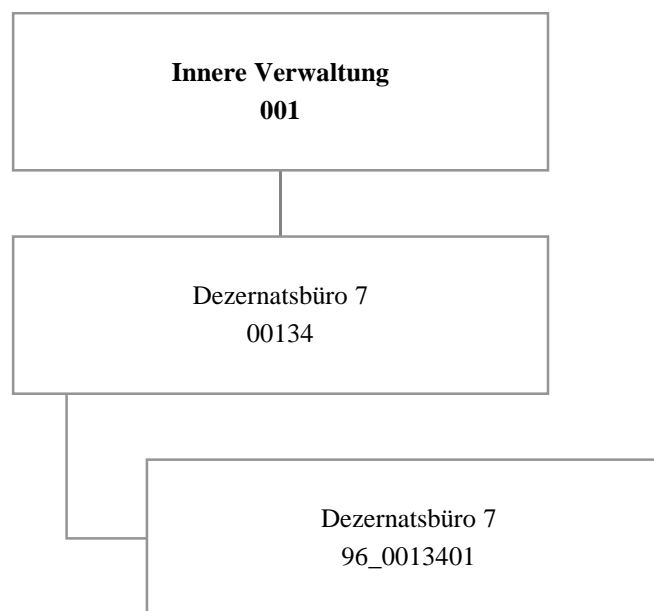 Innere Verwaltung
001
Dezernatsbüro 7
00134
Dezernatsbüro 7
96_0013401